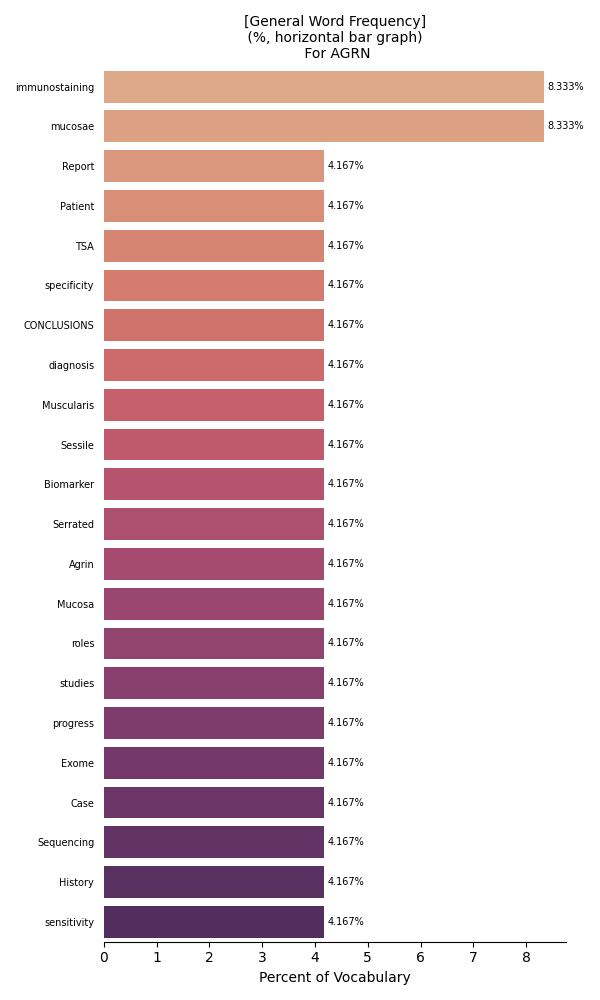 [General Word Frequency]
(%, horizontal bar graph)
For AGRN
immunostaining 8.333%
mucosae 8.333%
Report 4.167%
Patient 4.167%
TSA 4.167%
specificity 4.167%
CONCLUSIONS 4.167%
diagnosis 4.167%
Muscularis 4.167%
Sessile 4.167%
Biomarker 4.167%
Serrated 4.167%
Agrin 4.167%
Mucosa 4.167%
roles 4.167%
studies 4.167%
progress 4.167%
Exome 4.167%
Case 4.167%
Sequencing 4.167%
History 4.167%
sensitivity 4.167%
0 1 2 3 4 5 6 7 8
Percent of Vocabulary